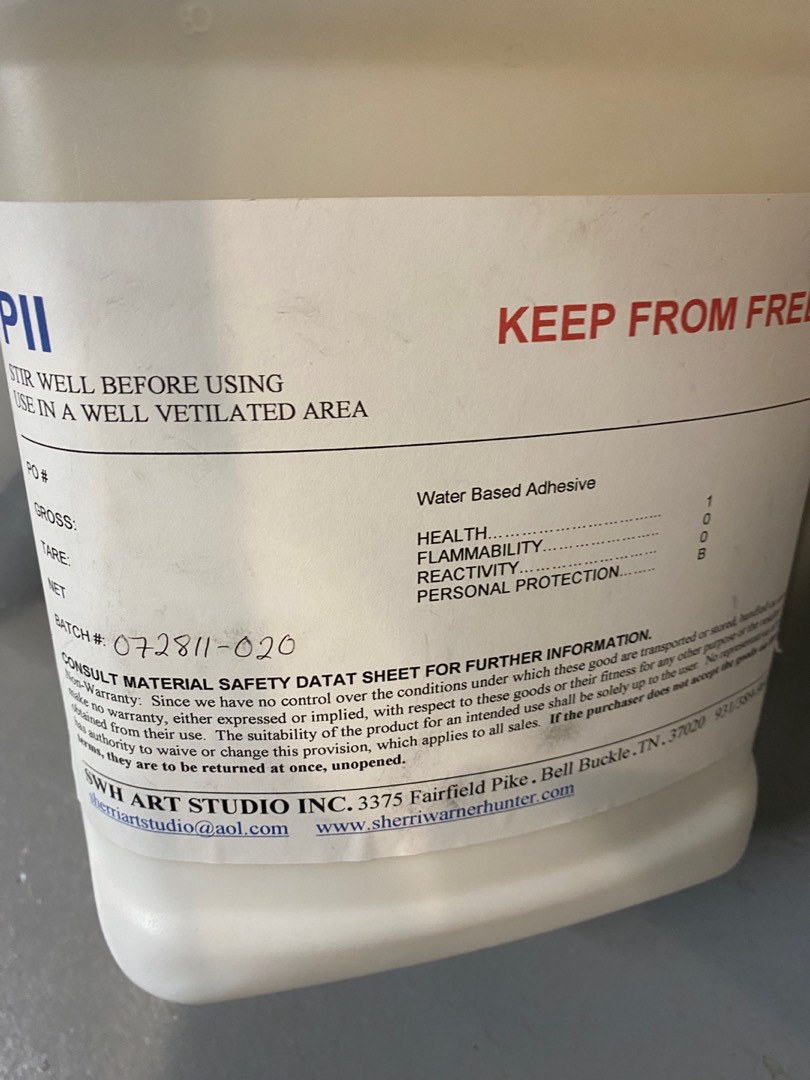 PII
KEEP FROM
STIR WELL BEFORE USING
USE IN A WELL VETILATED AREA
PO #
GROSS:
TARE:
NET
BATCH #: 072811-020
Water Based Adhesive
HEALTH.................................... 1
FLAMMABILITY........................ 0
REACTIVITY............................. 0
PERSONAL PROTECTION....... B
CONSULT MATERIAL SAFETY DATAT SHEET FOR FURTHER INFORMATION.
Non-Warranty: Since we have no control over the conditions under which these good are transported or stored, handled
make no warranty, either expressed or implied, with respect to these goods or their fitness for any other purpose of the
obtained from their use. The suitability of the product for an intended use shall be solely up to the user. No
has authority to waive or change this provision, which applies to all sales. If the purchaser does not accept the goods
terms, they are to be returned at once, unopened.
SWH ART STUDIO INC. 3375 Fairfield Pike. Bell Buckle. TN. 37020
sherriartstudio@aol.com www.sherriwarnerhunter.com